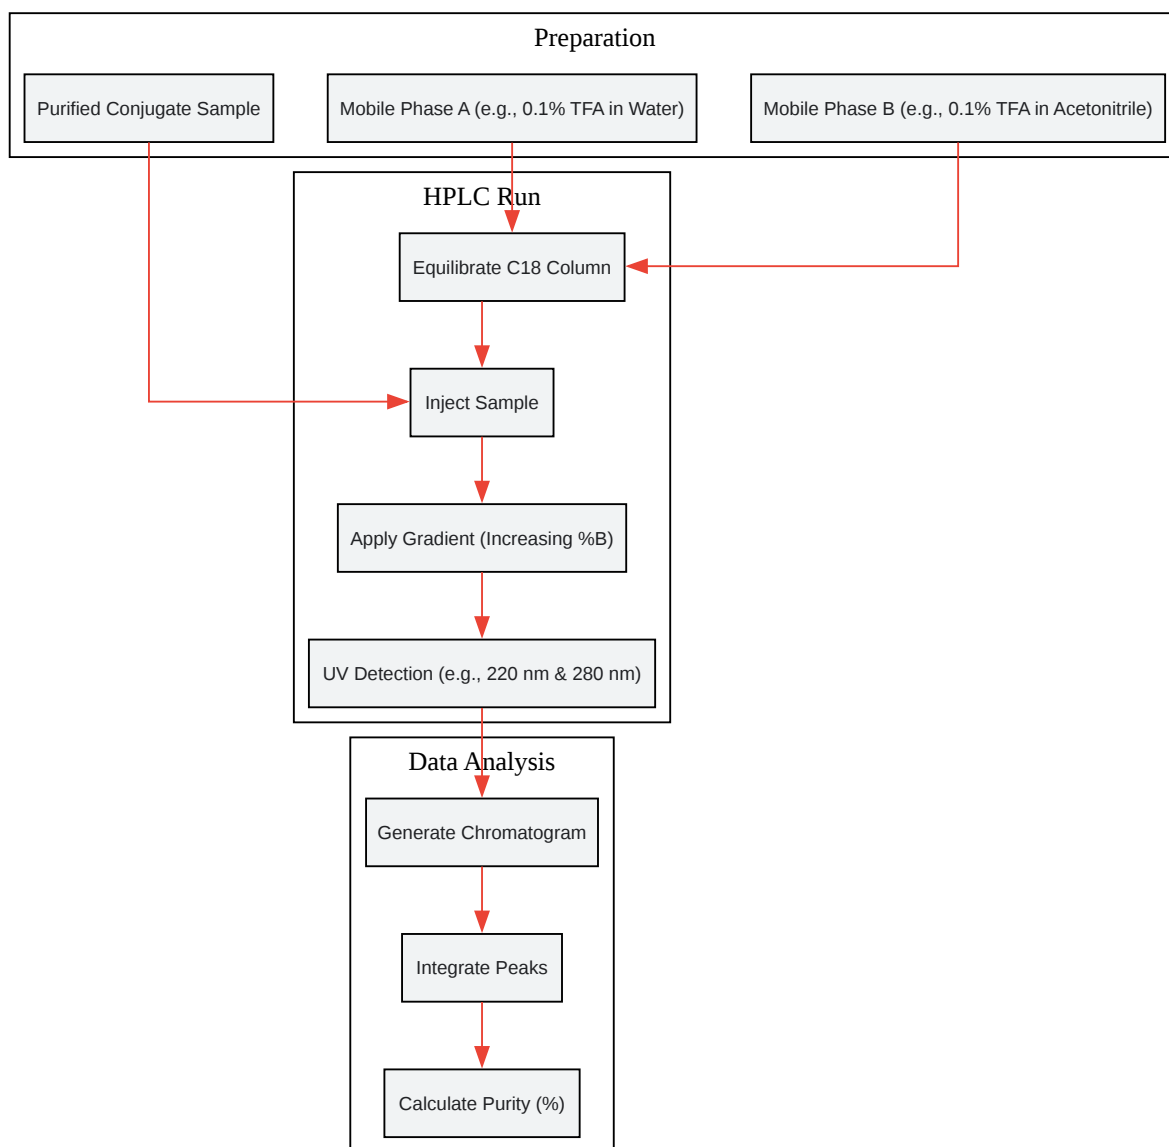 Preparation
Purified Conjugate Sample
Mobile Phase A (e.g., 0.1% TFA in Water)
Mobile Phase B (e.g., 0.1% TFA in Acetonitrile)
HPLC Run
Equilibrate C18 Column
Inject Sample
Apply Gradient (Increasing %B)
UV Detection (e.g., 220 nm & 280 nm)
Data Analysis
Generate Chromatogram
Integrate Peaks
Calculate Purity (%)